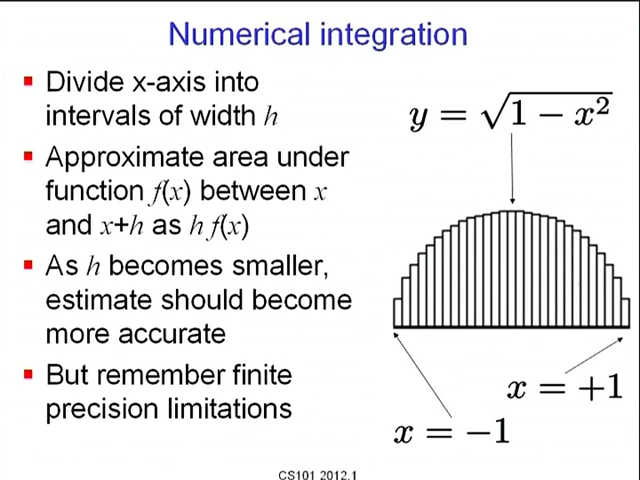 Numerical integration
Divide x-axis into
intervals of width h
Approximate area under
function f(x) between x
and x+h as h f(x)
As h becomes smaller,
estimate should become
more accurate
But remember finite
precision limitations
y = √1 − x²
x = +1
x = −1
CS101 2012.1